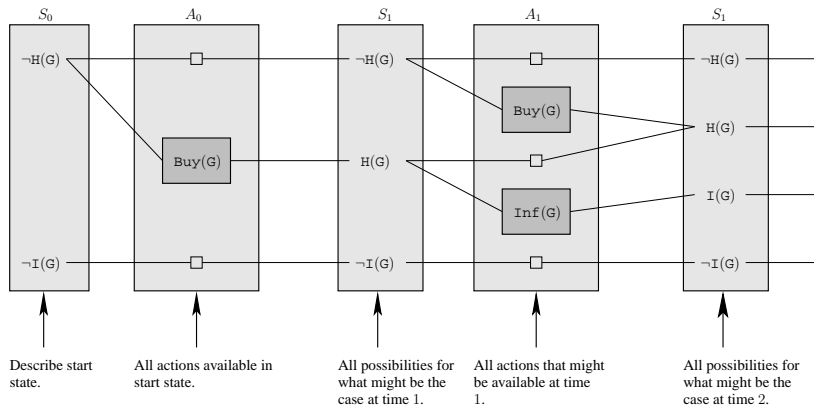 S₀ A₀ S₁ A₁ S₁
¬H(G) ¬H(G) ¬H(G)
Buy(G)
H(G)
Buy(G) H(G)
Inf(G) I(G)
¬I(G) ¬I(G) ¬I(G)
Describe start All actions available in All possibilities for All actions that might All possibilities for
state. start state. what might be the be available at time what might be the
case at time 1. 1. case at time 2.